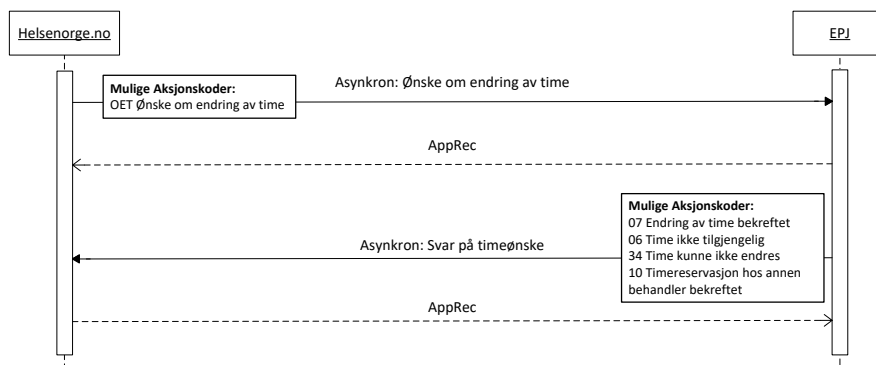 Helsenorge.no
EPJ
Mulige Aksjonskoder:
OET Ønske om endring av time
Asynkron: Ønske om endring av time
AppRec
Mulige Aksjonskoder:
07 Endring av time bekreftet
06 Time ikke tilgjengelig
34 Time kunne ikke endres
10 Timereservasjon hos annen
behandler bekreftet
Asynkron: Svar på timeønske
AppRec